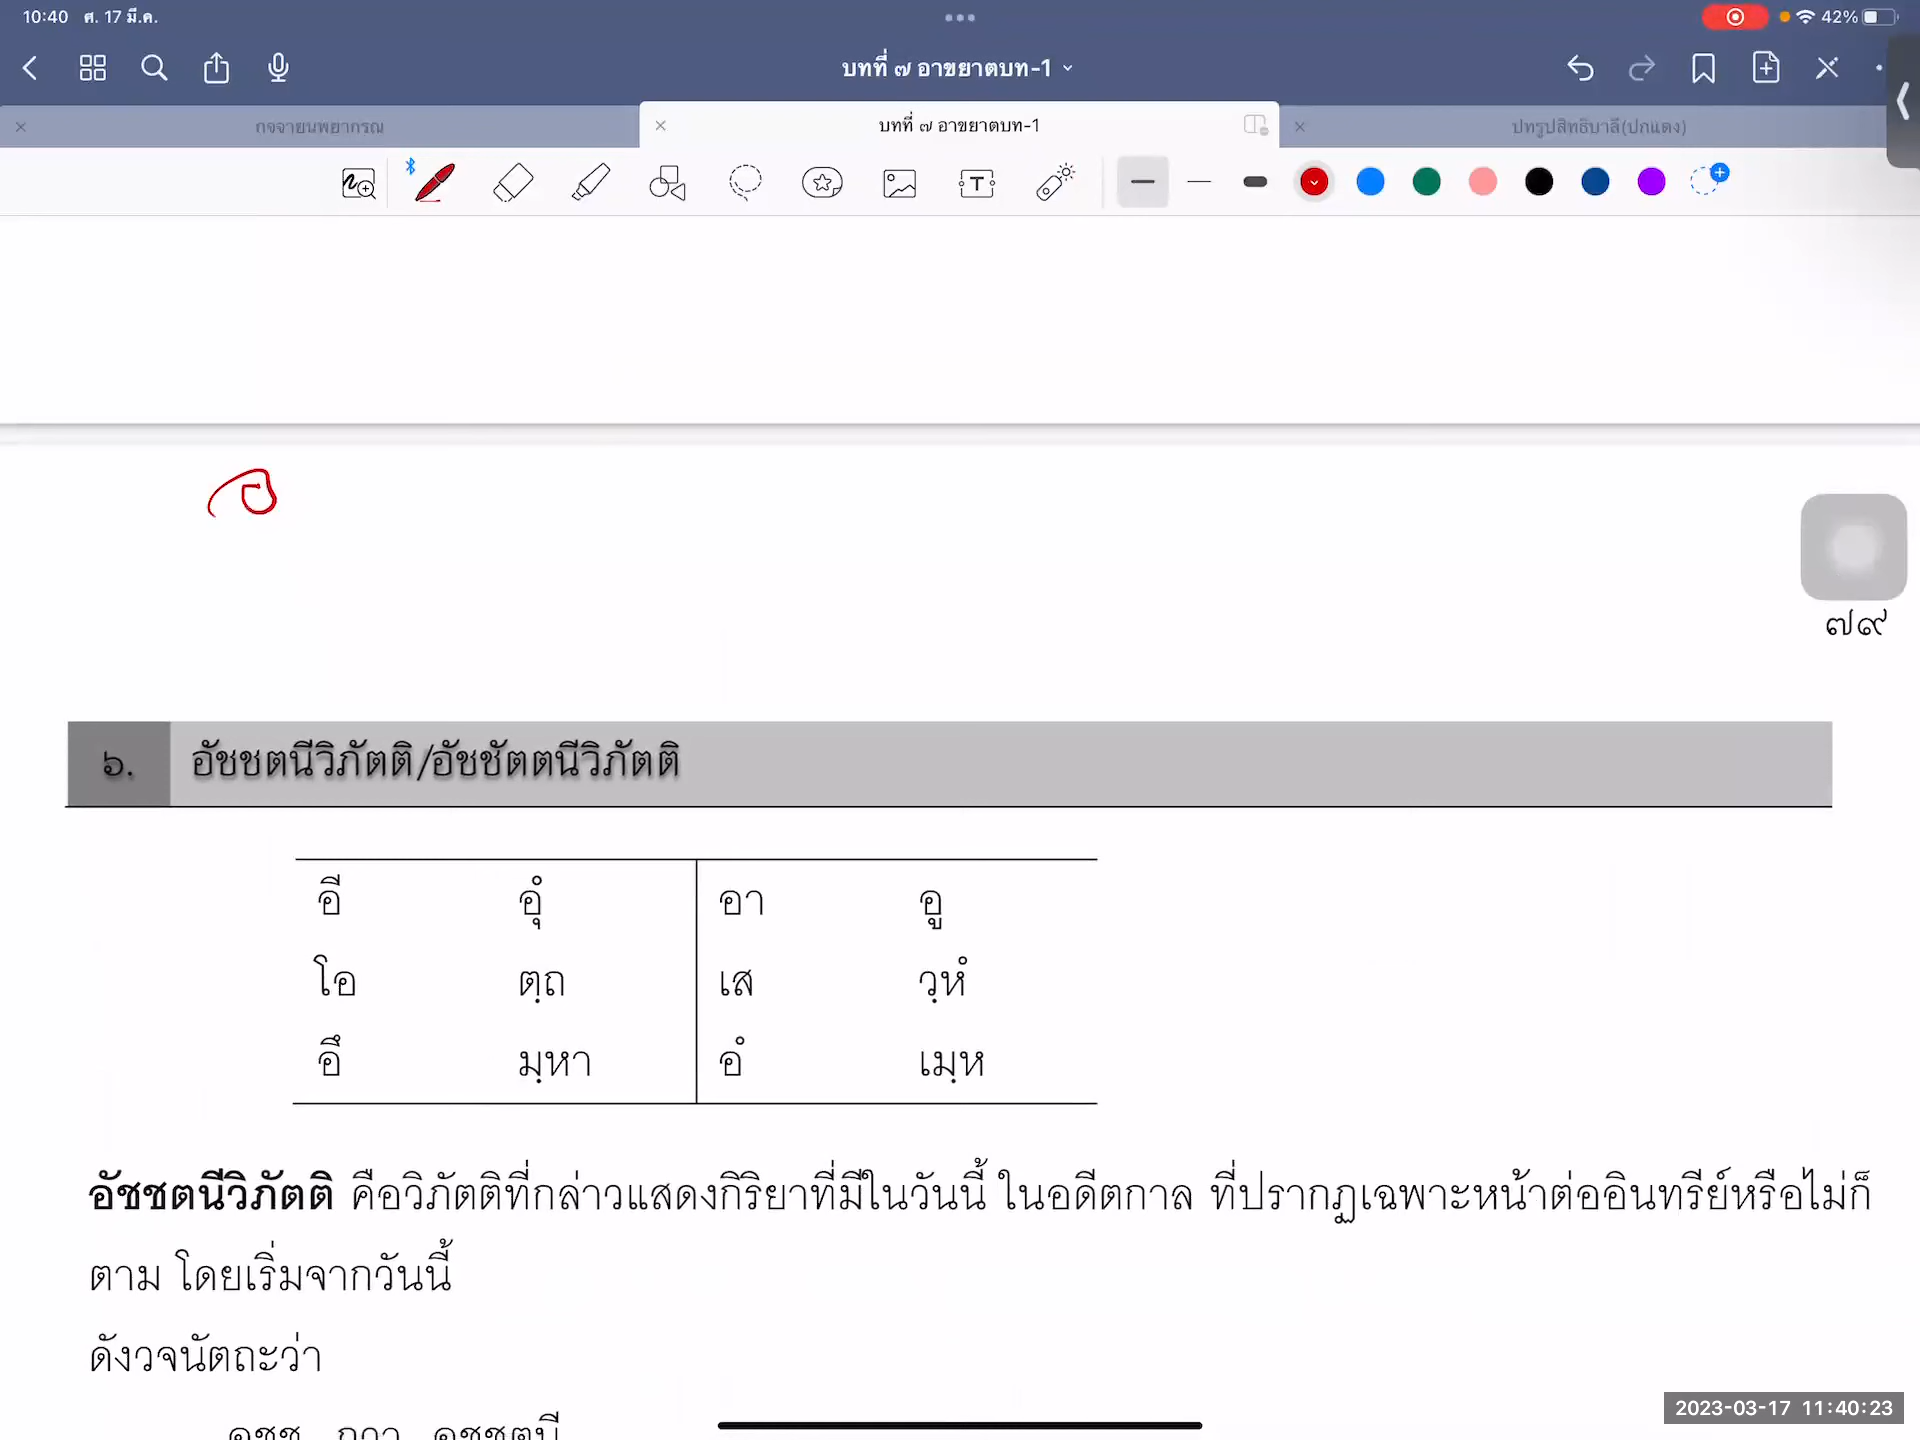 10:40 ศ. 17 มี.ค.
42%
บทที่ ๗ อาขยาตบท-1
กจจายนพยากรณ
บทที่ ๗ อาขยาตบท-1
ปทรูปสิทธิบาลี(ปกแดง)
๗๙
๖. อัชชตนีวิภัตติ/อัชชัตตนีวิภัตติ
อี อุํ อา อู
โอ ตฺถ เส วฺหํ
อึ มฺหา อํ เมฺห
อัชชตนีวิภัตติ คือวิภัตติที่กล่าวแสดงกิริยาที่มีในวันนี้ ในอดีตกาล ที่ปรากฏเฉพาะหน้าต่ออินทรีย์หรือไม่ก็
ตาม โดยเริ่มจากวันนี้
ดังวจนัตถะว่า
2023-03-17 11:40:23